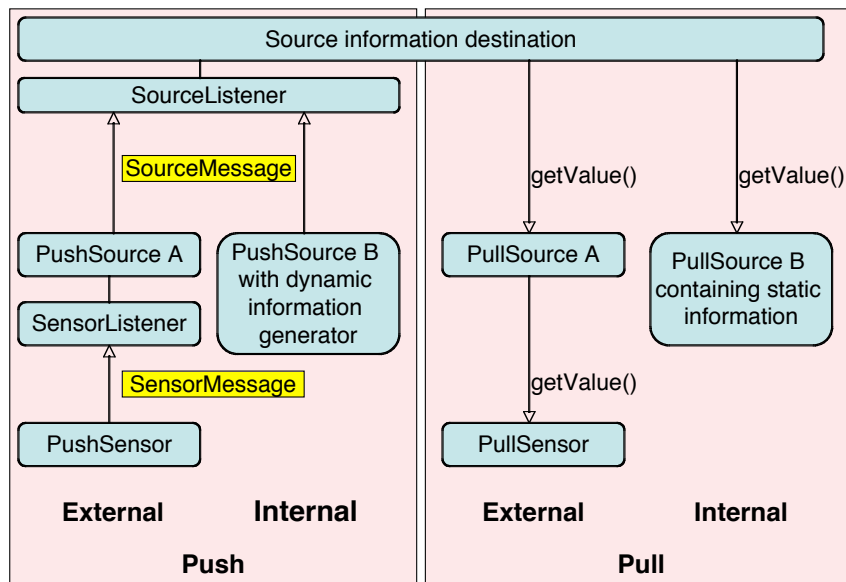 Source information destination
SourceListener
SourceMessage
getValue()
getValue()
PushSource A
PushSource B
with dynamic
information
generator
PullSource A
PullSource B
containing static
information
SensorListener
SensorMessage
getValue()
PushSensor
PullSensor
External
Internal
External
Internal
Push
Pull